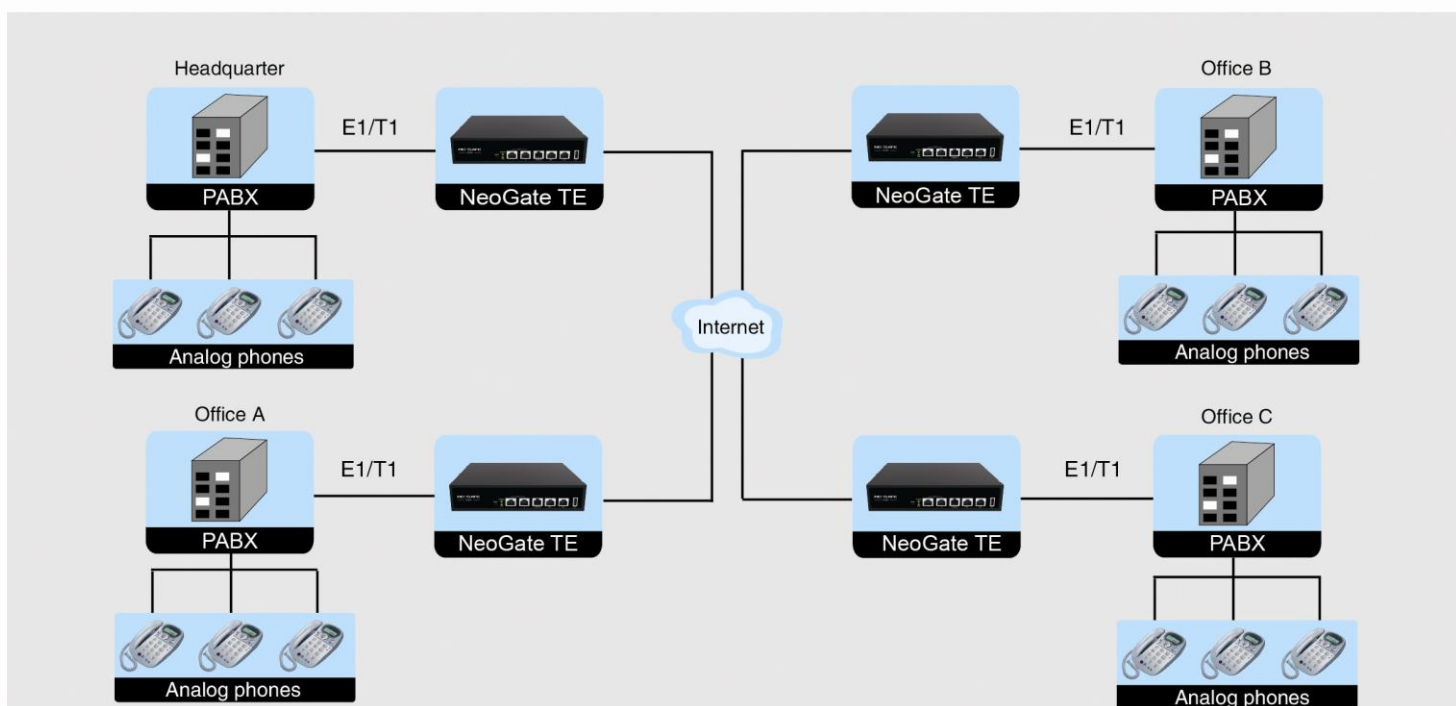 Headquarter
E1/T1
PABX
NeoGate TE
Analog phones
Office B
E1/T1
NeoGate TE
PABX
Analog phones
Internet
Office A
E1/T1
PABX
NeoGate TE
Analog phones
Office C
E1/T1
NeoGate TE
PABX
Analog phones